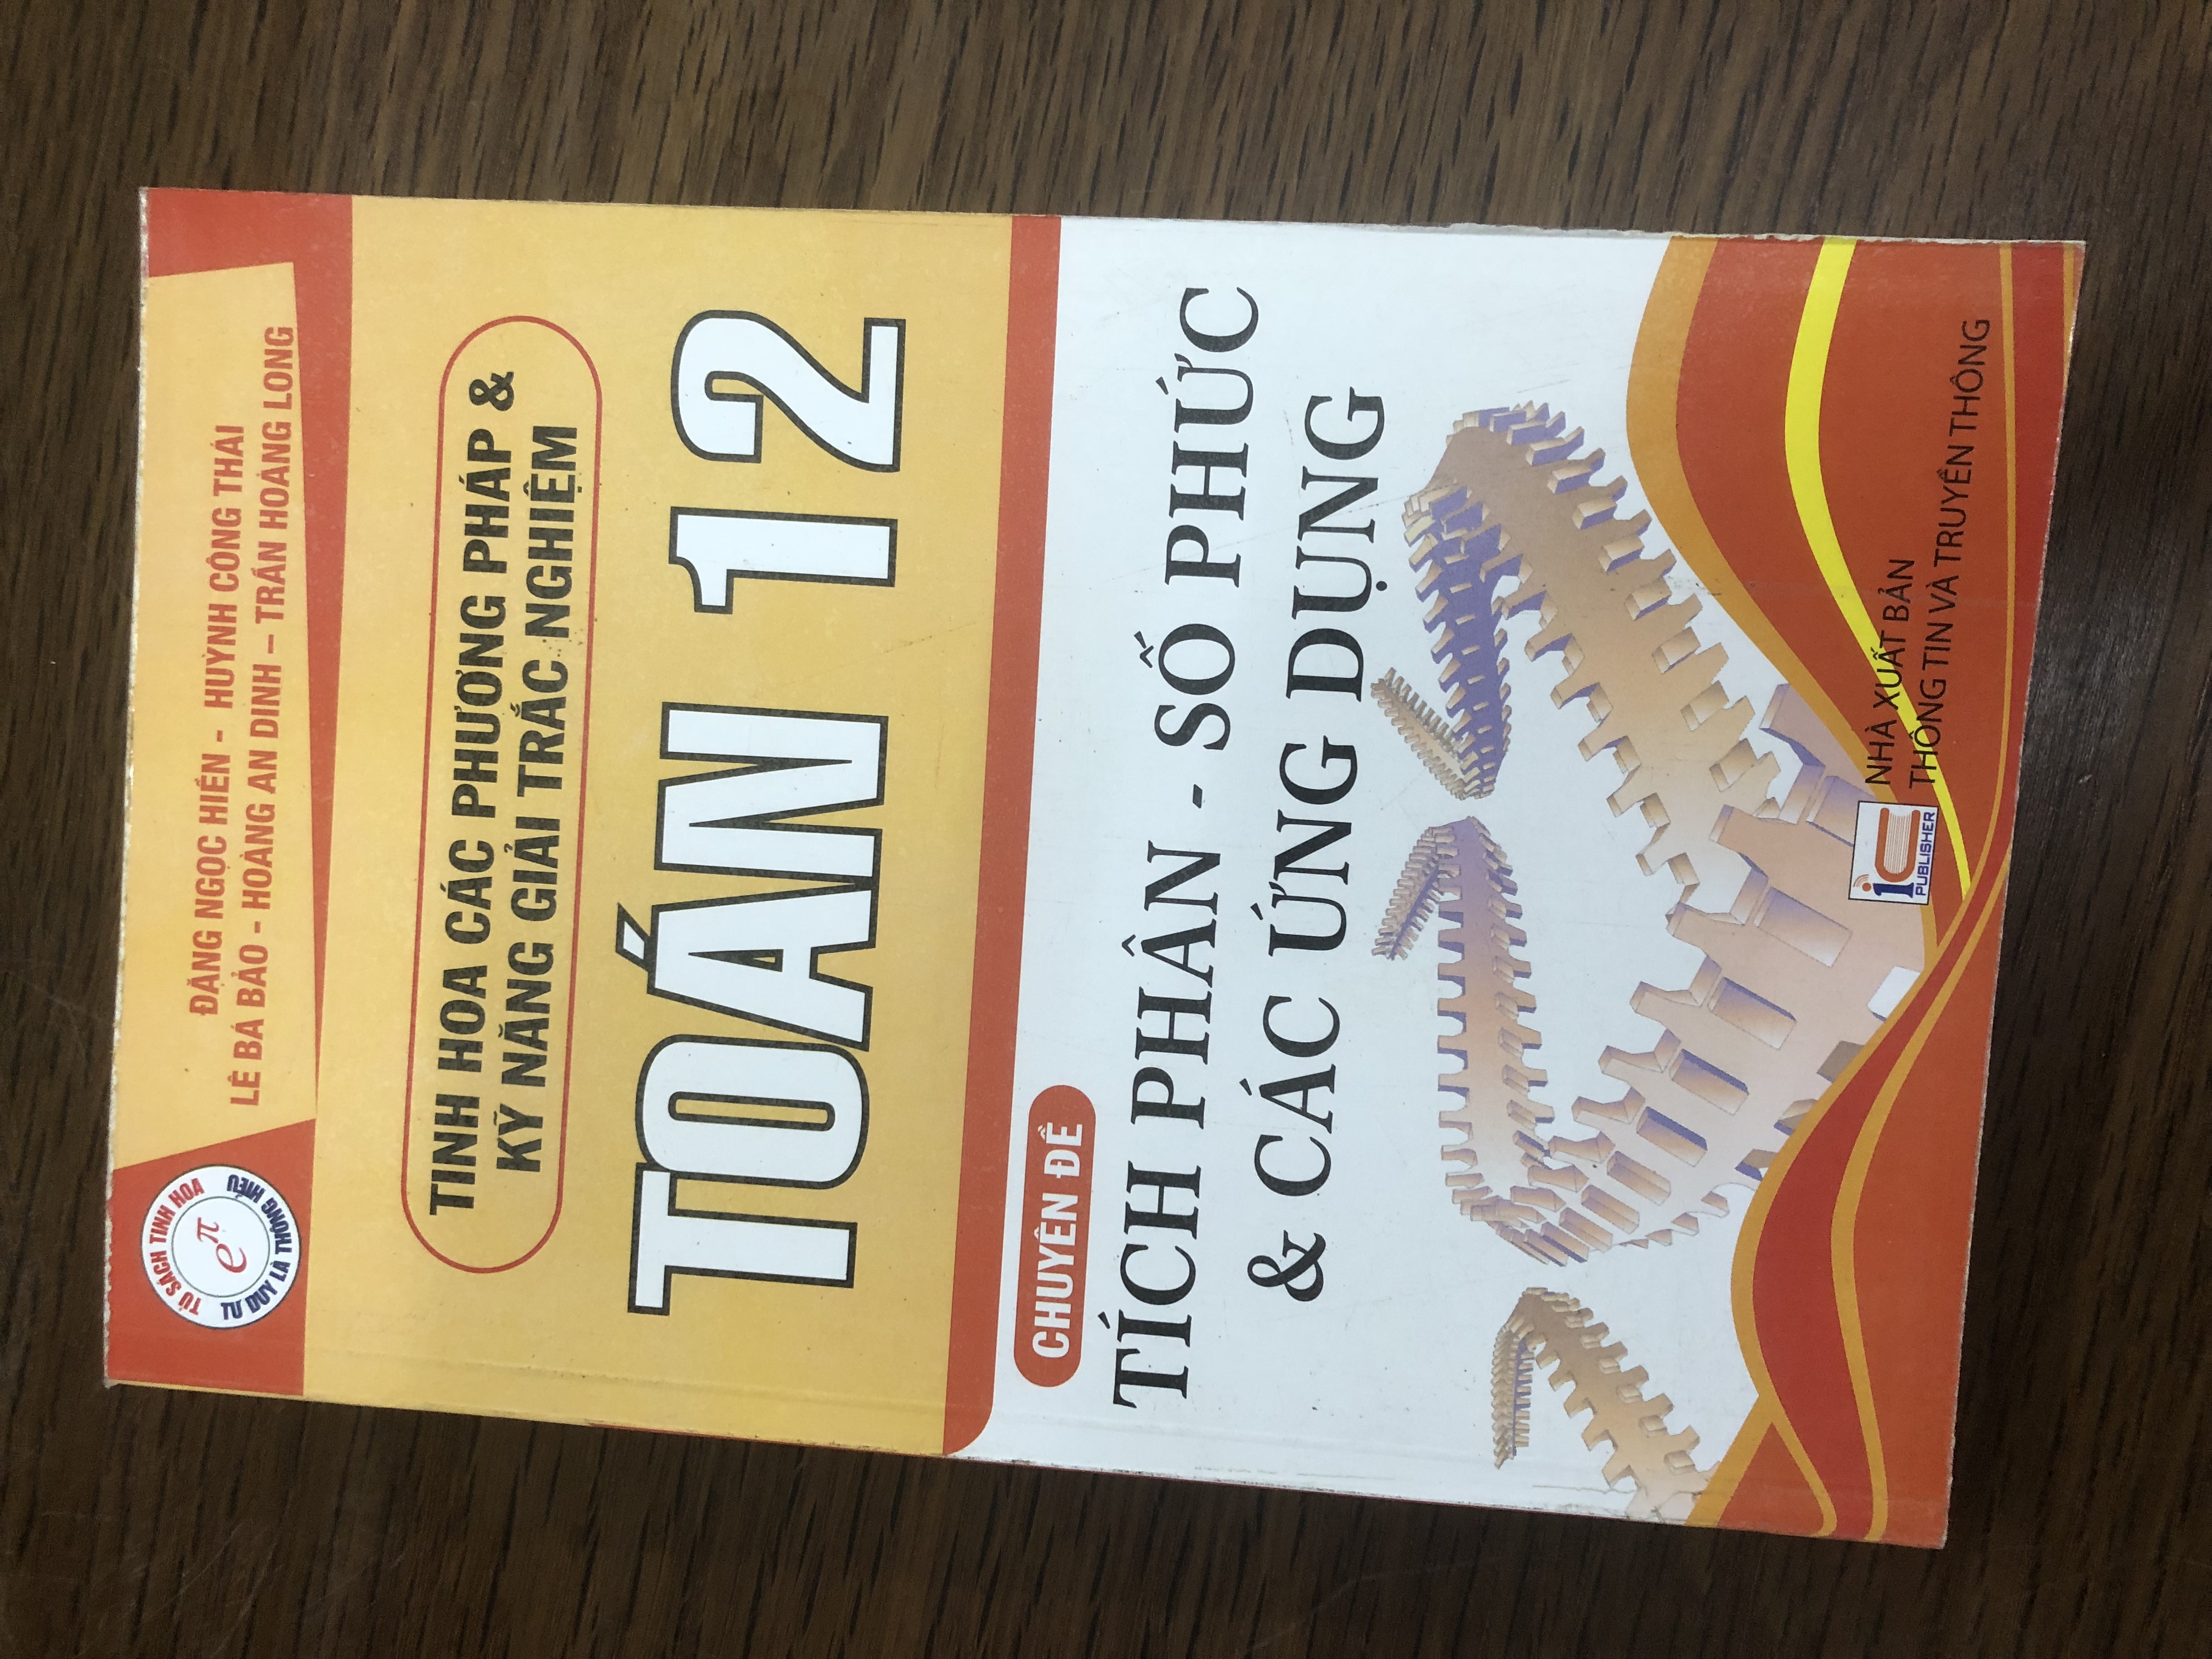 TỦ SÁCH TINH HOA
e^π
TƯ DUY LÀ THÔNG HIỂU
ĐẶNG NGỌC HIỀN - HUỲNH CÔNG THÁI
LÊ BÁ BẢO - HOÀNG AN DINH – TRẦN HOÀNG LONG
TINH HOA CÁC PHƯƠNG PHÁP &
KỸ NĂNG GIẢI TRẮC NGHIỆM
TOÁN 12
CHUYÊN ĐỀ
TÍCH PHÂN - SỐ PHỨC
& CÁC ỨNG DỤNG
NHÀ XUẤT BẢN
THÔNG TIN VÀ TRUYỀN THÔNG
PUBLISHER